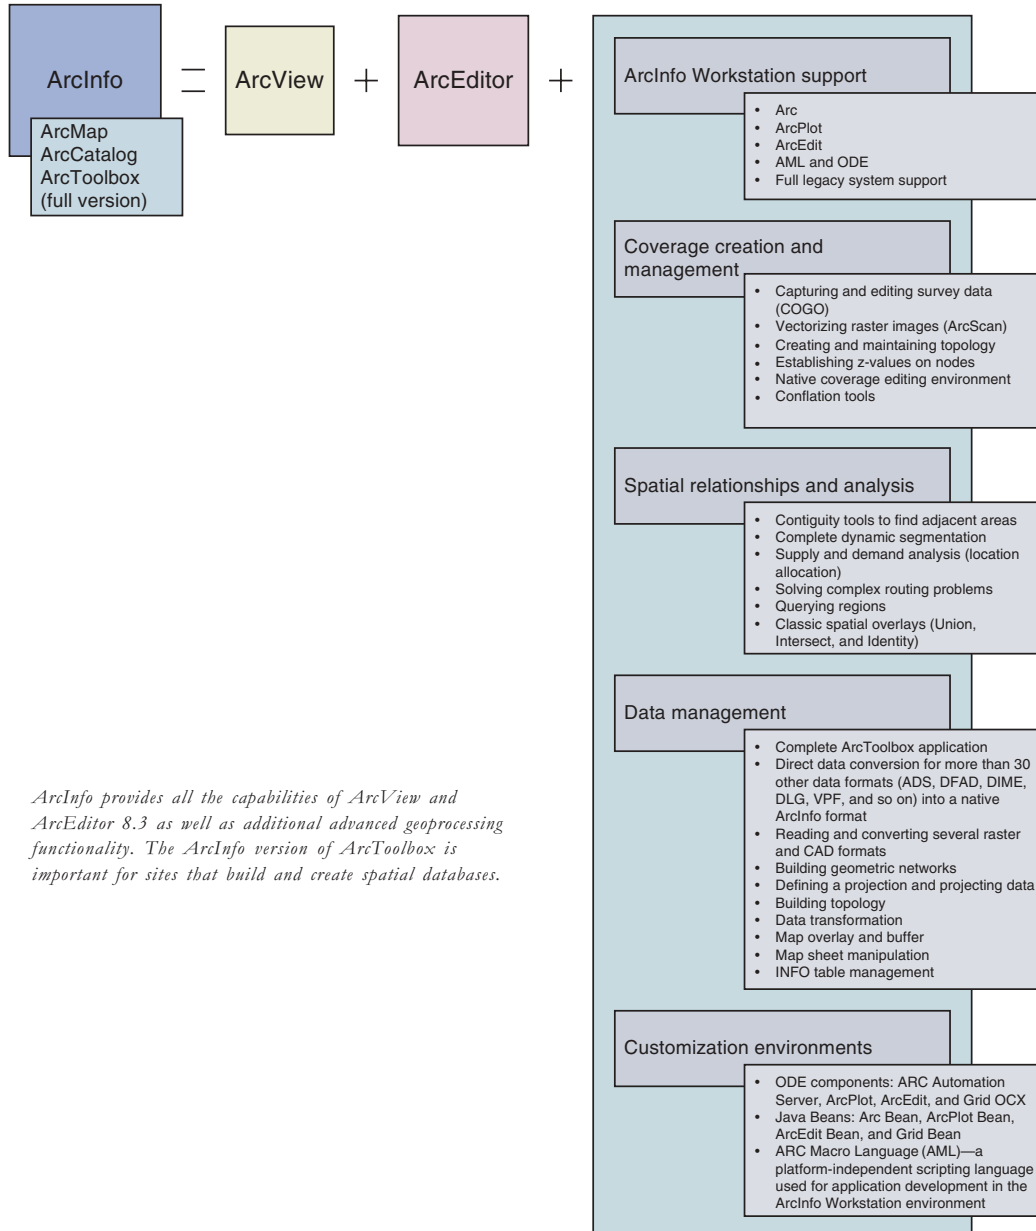 ArcInfo
=
ArcView
+
ArcEditor
+
ArcMap
ArcCatalog
ArcToolbox
(full version)
ArcInfo Workstation support
• Arc
• ArcPlot
• ArcEdit
• AML and ODE
• Full legacy system support
Coverage creation and
management
• Capturing and editing survey data
(COGO)
• Vectorizing raster images (ArcScan)
• Creating and maintaining topology
• Establishing z-values on nodes
• Native coverage editing environment
• Conflation tools
Spatial relationships and analysis
• Contiguity tools to find adjacent areas
• Complete dynamic segmentation
• Supply and demand analysis (location
allocation)
• Solving complex routing problems
• Querying regions
• Classic spatial overlays (Union,
Intersect, and Identity)
Data management
• Complete ArcToolbox application
• Direct data conversion for more than 30
other data formats (ADS, DFAD, DIME,
DLG, VPF, and so on) into a native
ArcInfo format
• Reading and converting several raster
and CAD formats
• Building geometric networks
• Defining a projection and projecting data
• Building topology
• Data transformation
• Map overlay and buffer
• Map sheet manipulation
• INFO table management
ArcInfo provides all the capabilities of ArcView and
ArcEditor 8.3 as well as additional advanced geoprocessing
functionality. The ArcInfo version of ArcToolbox is
important for sites that build and create spatial databases.
Customization environments
• ODE components: ARC Automation
Server, ArcPlot, ArcEdit, and Grid OCX
• Java Beans: Arc Bean, ArcPlot Bean,
ArcEdit Bean, and Grid Bean
• ARC Macro Language (AML)—a
platform-independent scripting language
used for application development in the
ArcInfo Workstation environment